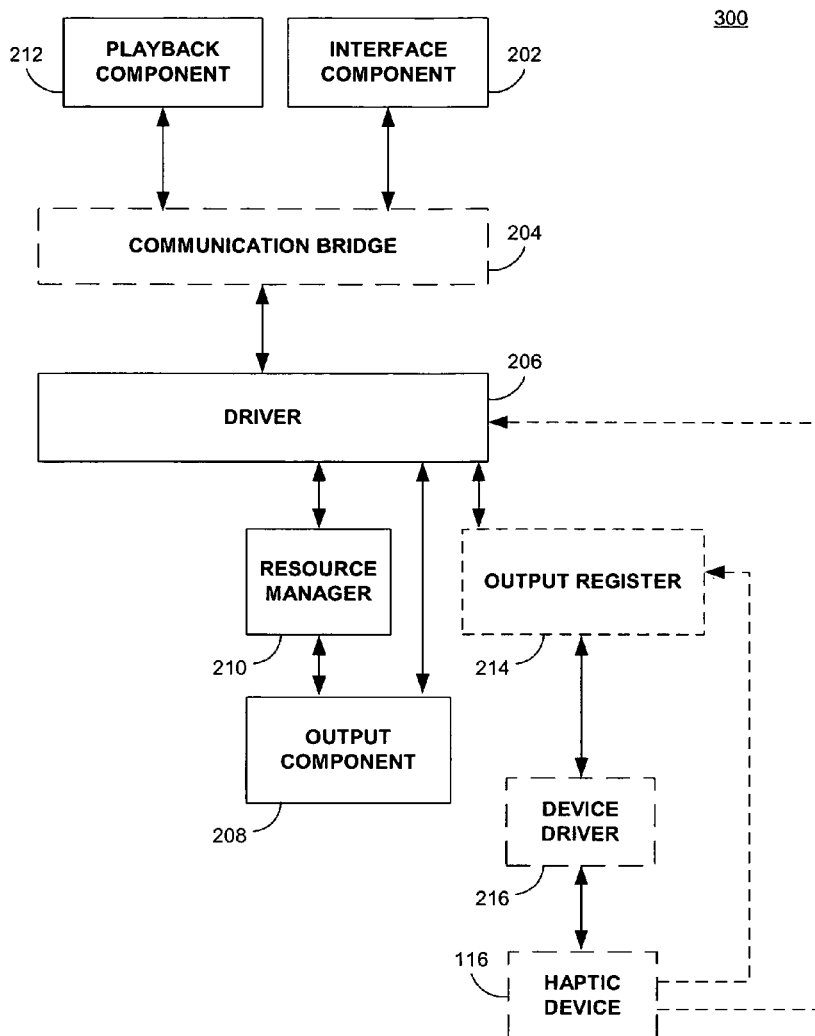 300
PLAYBACK
COMPONENT
212
INTERFACE
COMPONENT
202
COMMUNICATION BRIDGE
204
206
DRIVER
RESOURCE
MANAGER
210
OUTPUT REGISTER
214
OUTPUT
COMPONENT
208
DEVICE
DRIVER
216
116
HAPTIC
DEVICE